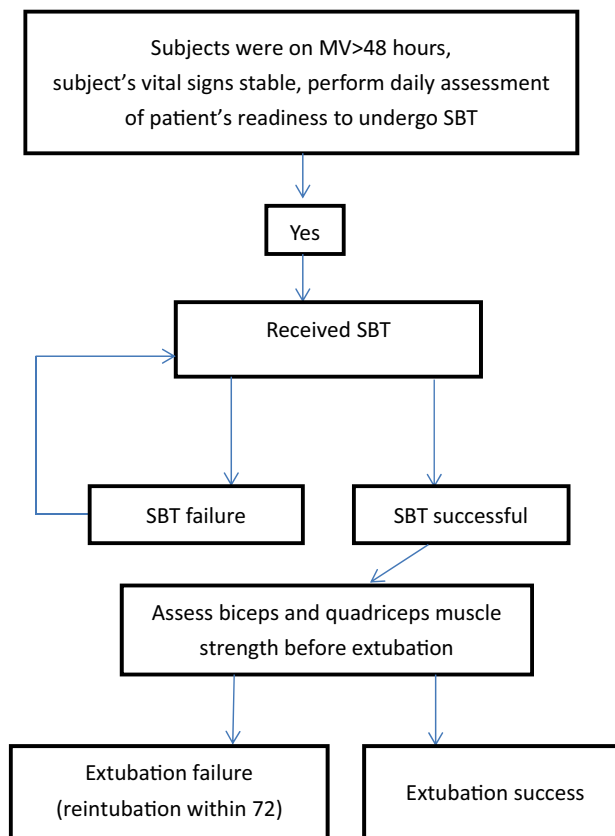 Subjects were on MV>48 hours,
subject's vital signs stable, perform daily assessment
of patient's readiness to undergo SBT
Yes
Received SBT
SBT failure
SBT successful
Assess biceps and quadriceps muscle
strength before extubation
Extubation failure
(reintubation within 72)
Extubation success